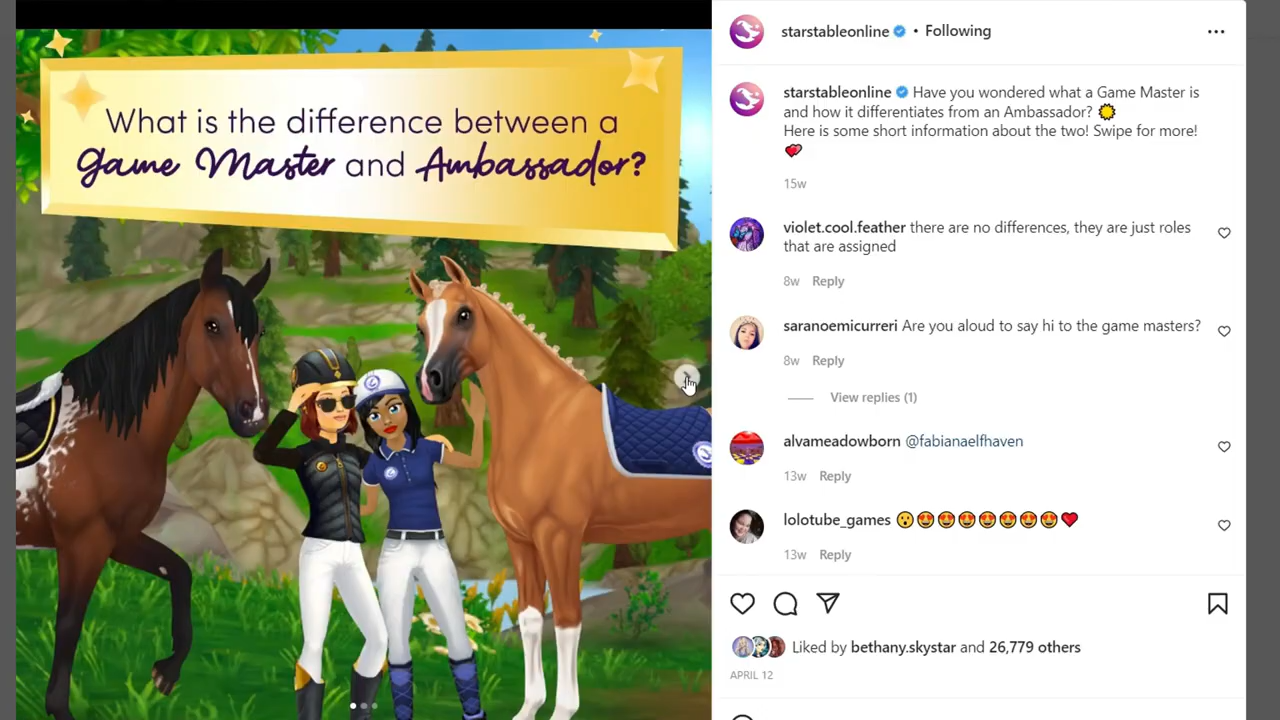 What is the difference between a
Game Master and Ambassador?
starstableonline • Following
starstableonline Have you wondered what a Game Master is
and how it differentiates from an Ambassador?
Here is some short information about the two! Swipe for more!
15w
violet.cool.feather there are no differences, they are just roles
that are assigned
8w Reply
saranoemicurreri Are you aloud to say hi to the game masters?
8w Reply
View replies (1)
alvameadowborn @fabianaelfhaven
13w Reply
lolotube_games
13w Reply
Liked by bethany.skystar and 26,779 others
APRIL 12